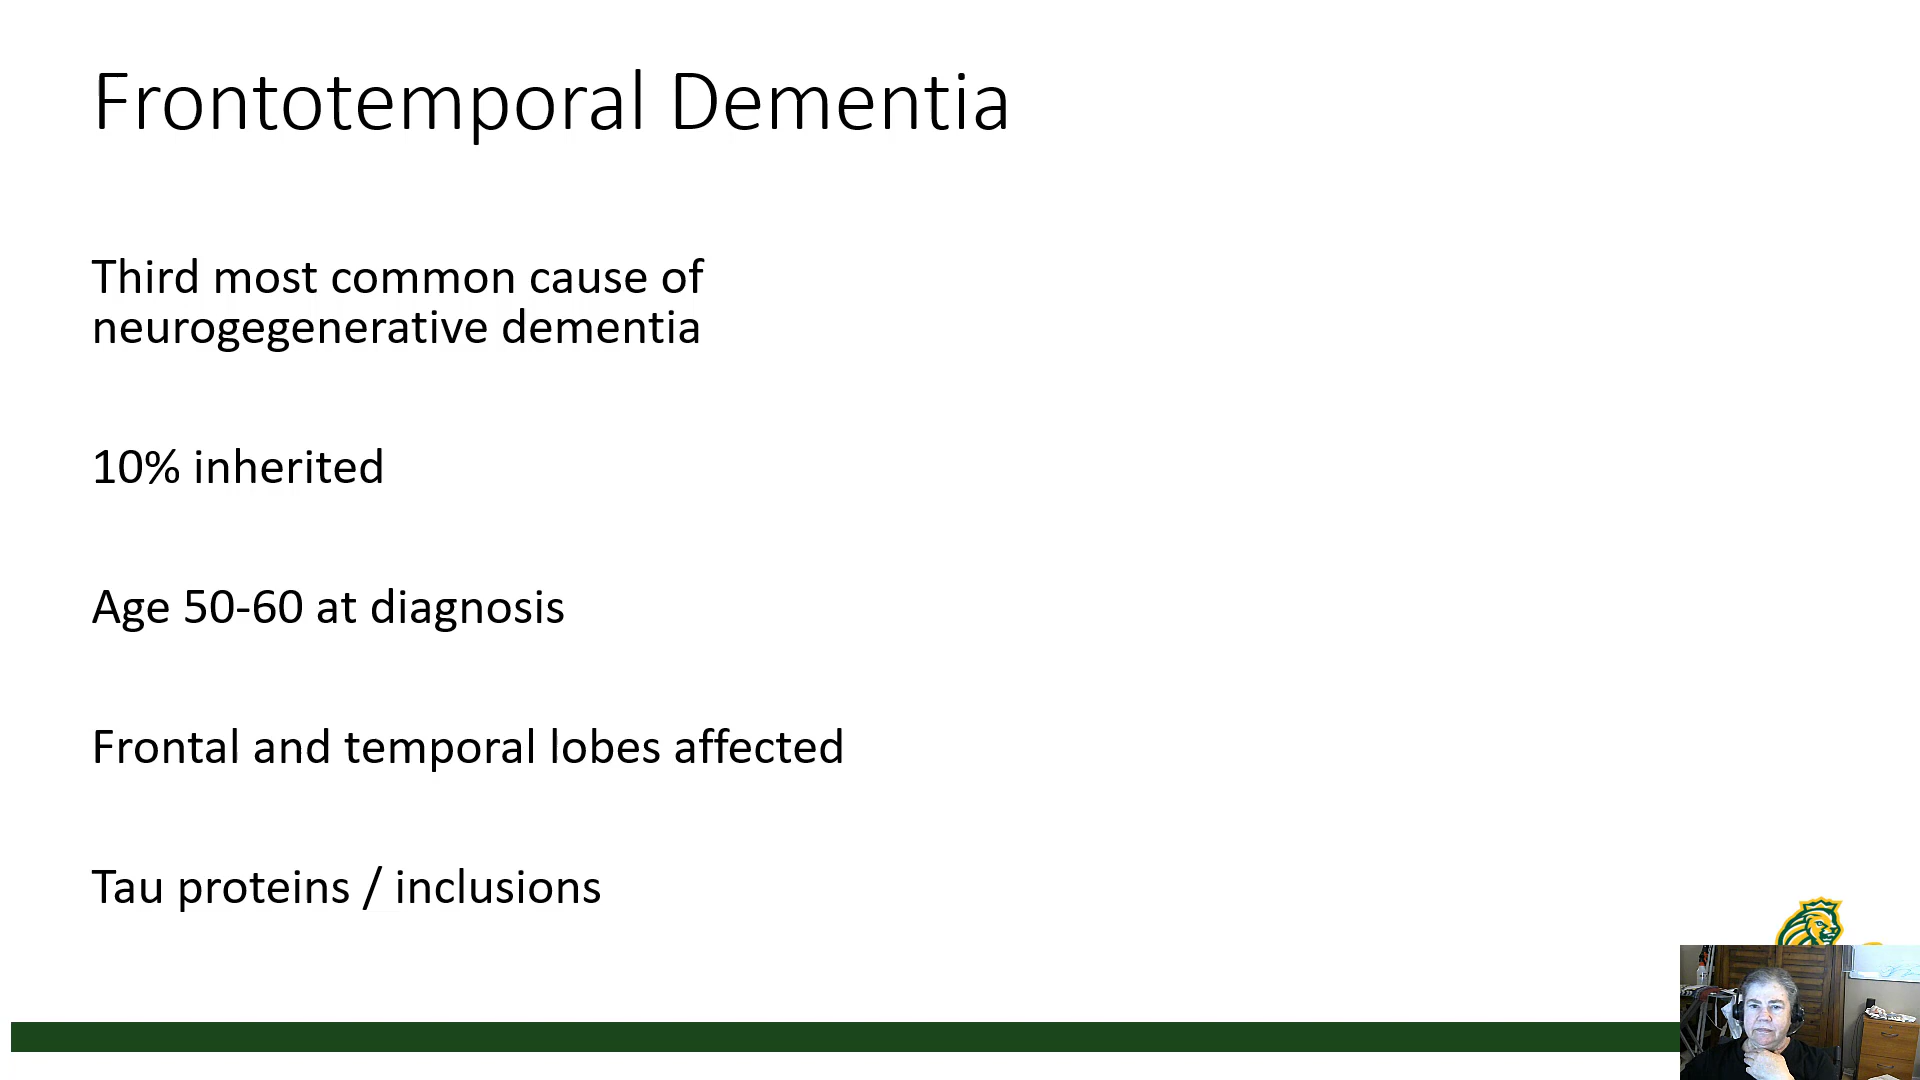 Frontotemporal Dementia
Third most common cause of
neurogegenerative dementia
10% inherited
Age 50-60 at diagnosis
Frontal and temporal lobes affected
Tau proteins / inclusions